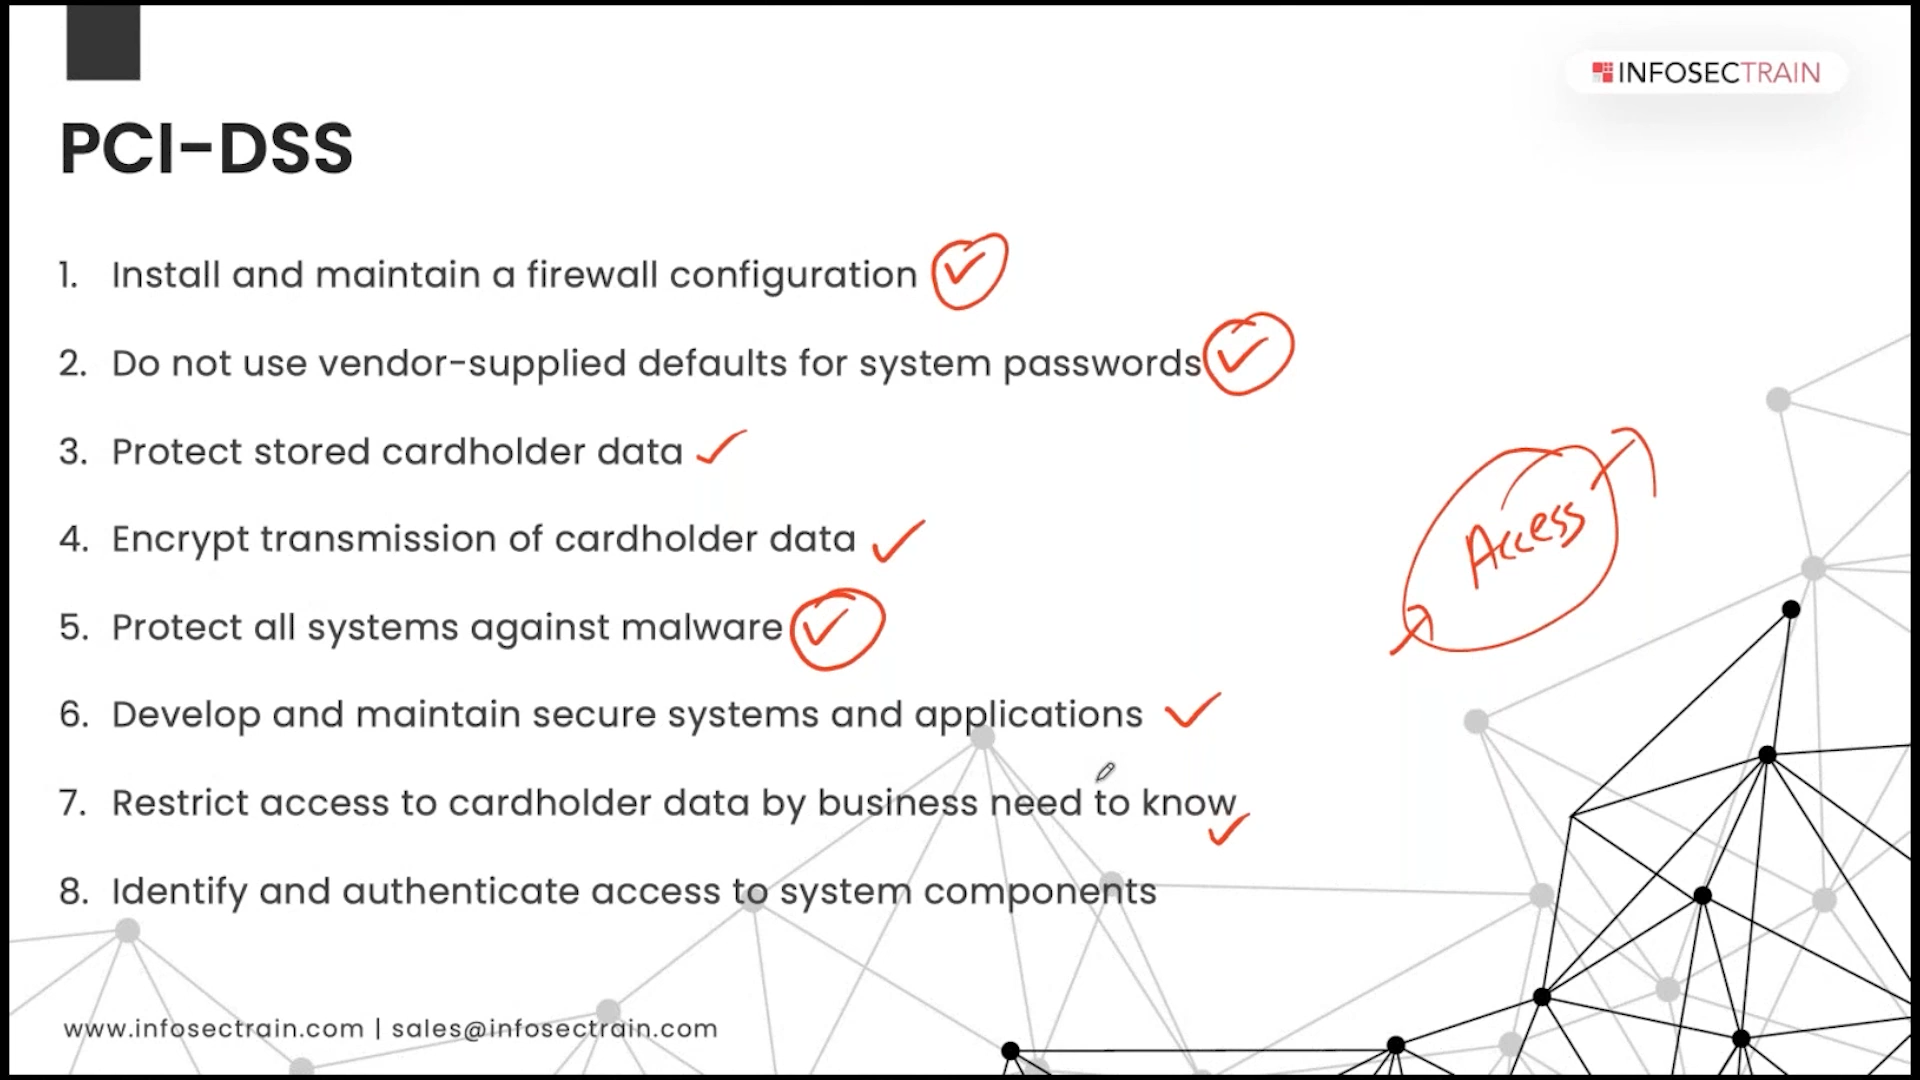 INFOSECTRAIN
PCI-DSS
1. Install and maintain a firewall configuration
2. Do not use vendor-supplied defaults for system passwords
3. Protect stored cardholder data
4. Encrypt transmission of cardholder data
Access
5. Protect all systems against malware
6. Develop and maintain secure systems and applications
7. Restrict access to cardholder data by business need to know
8. Identify and authenticate access to system components
www.infosectrain.com | sales@infosectrain.com